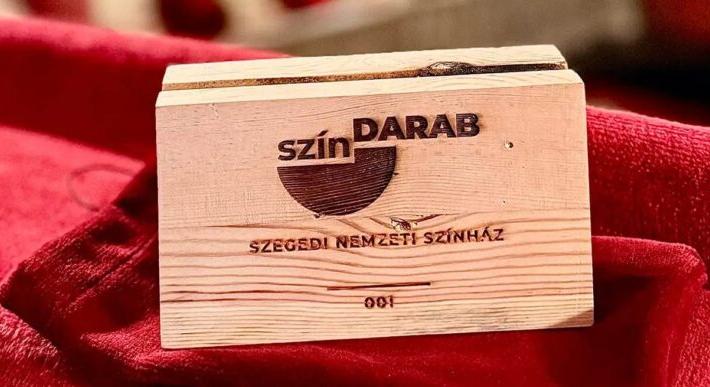 színDARAB
SZEGEDI NEMZETI SZÍNHÁZ
001